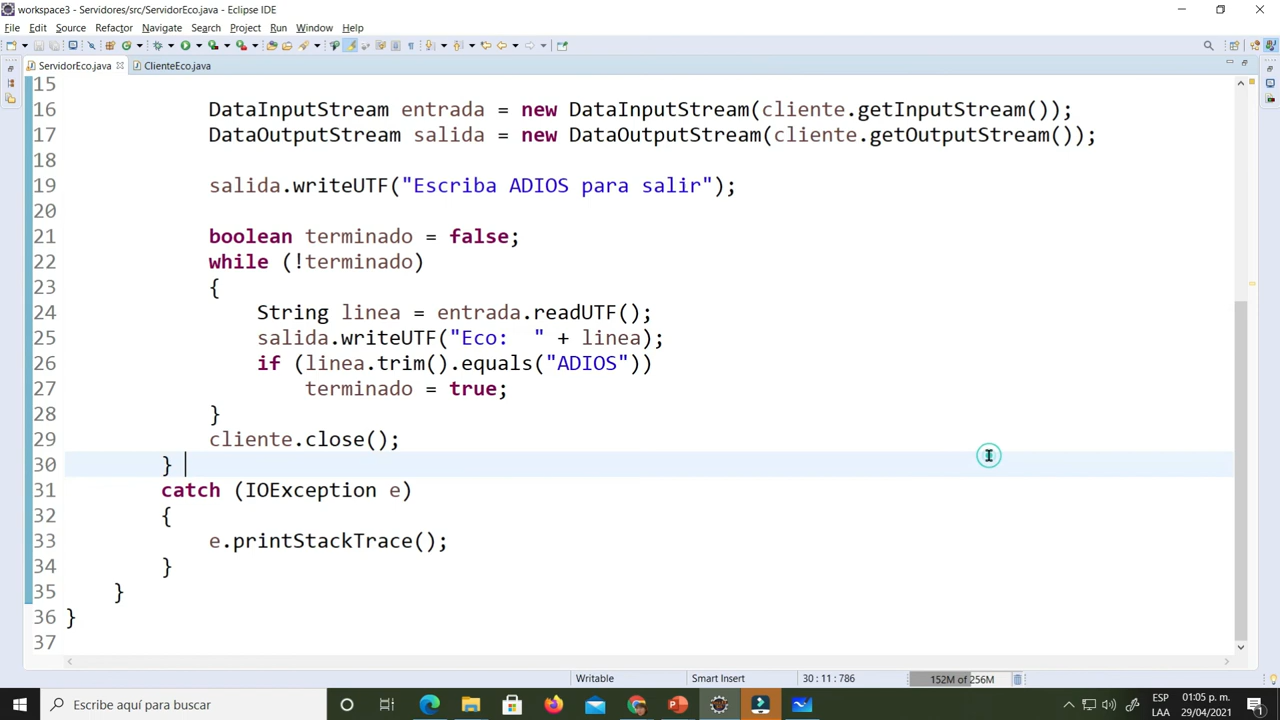 workspace3 - Servidores/src/ServidorEco.java - Eclipse IDE
File Edit Source Refactor Navigate Search Project Run Window Help
ServidorEco.java ClienteEco.java
15
16 DataInputStream entrada = new DataInputStream(cliente.getInputStream());
17 DataOutputStream salida = new DataOutputStream(cliente.getOutputStream());
18
19 salida.writeUTF("Escriba ADIOS para salir");
20
21 boolean terminado = false;
22 while (!terminado)
23 {
24 String linea = entrada.readUTF();
25 salida.writeUTF("Eco:  " + linea);
26 if (linea.trim().equals("ADIOS"))
27 terminado = true;
28 }
29 cliente.close();
30 }
31 catch (IOException e)
32 {
33 e.printStackTrace();
34 }
35 }
36 }
37
Writable Smart Insert 30 : 11 : 786 152M of 256M
Escribe aquí para buscar ESP 01:05 p. m.
LAA 29/04/2021 1